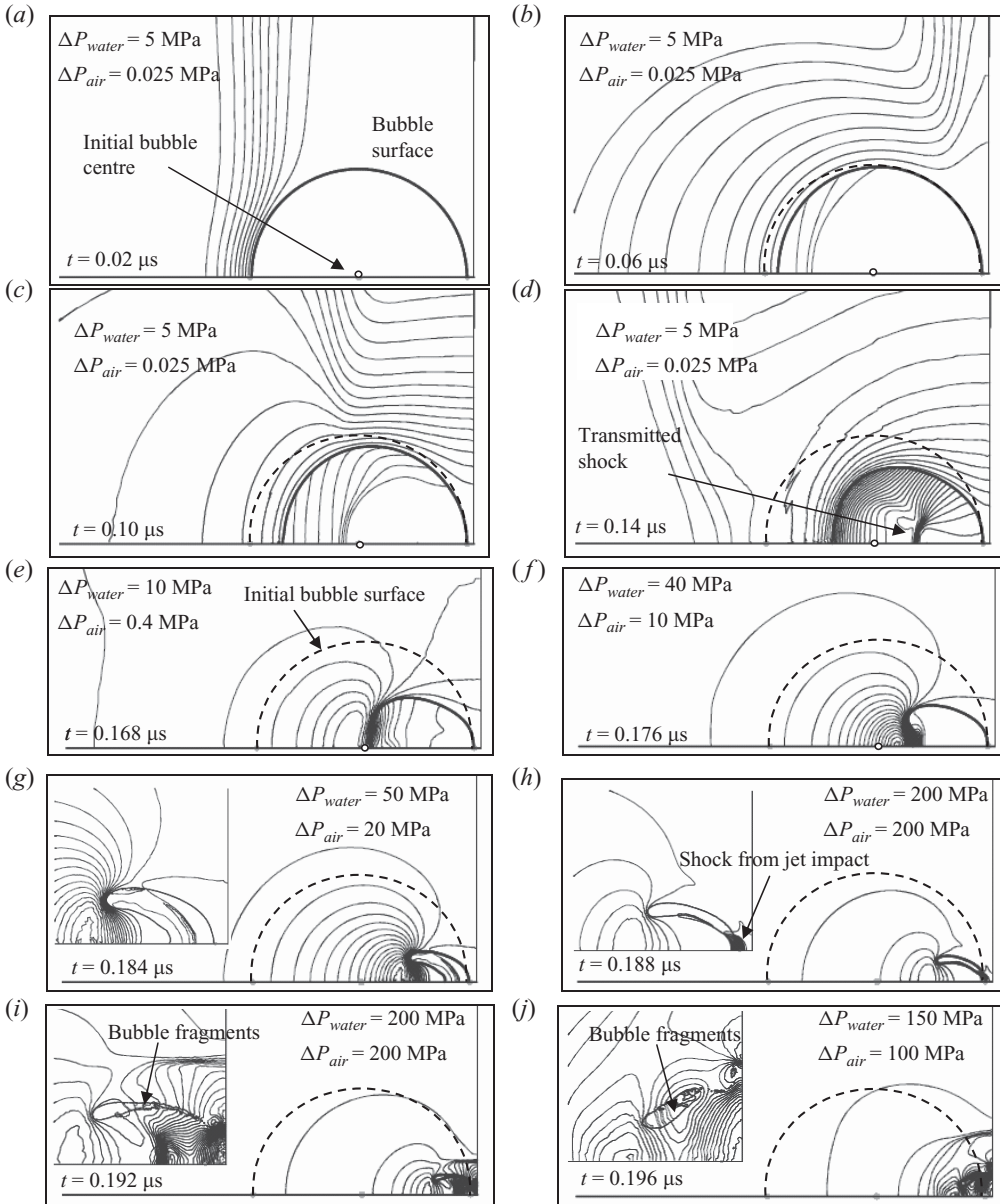 (a)
ΔP_water = 5 MPa
ΔP_air = 0.025 MPa
Initial bubble
centre
Bubble
surface
t = 0.02 μs
(b)
ΔP_water = 5 MPa
ΔP_air = 0.025 MPa
t = 0.06 μs
(c)
ΔP_water = 5 MPa
ΔP_air = 0.025 MPa
t = 0.10 μs
(d)
ΔP_water = 5 MPa
ΔP_air = 0.025 MPa
Transmitted
shock
t = 0.14 μs
(e)
ΔP_water = 10 MPa
ΔP_air = 0.4 MPa
Initial bubble surface
t = 0.168 μs
(f)
ΔP_water = 40 MPa
ΔP_air = 10 MPa
t = 0.176 μs
(g)
ΔP_water = 50 MPa
ΔP_air = 20 MPa
t = 0.184 μs
(h)
ΔP_water = 200 MPa
ΔP_air = 200 MPa
Shock from jet impact
t = 0.188 μs
(i)
Bubble fragments
ΔP_water = 200 MPa
ΔP_air = 200 MPa
t = 0.192 μs
(j)
Bubble fragments
ΔP_water = 150 MPa
ΔP_air = 100 MPa
t = 0.196 μs